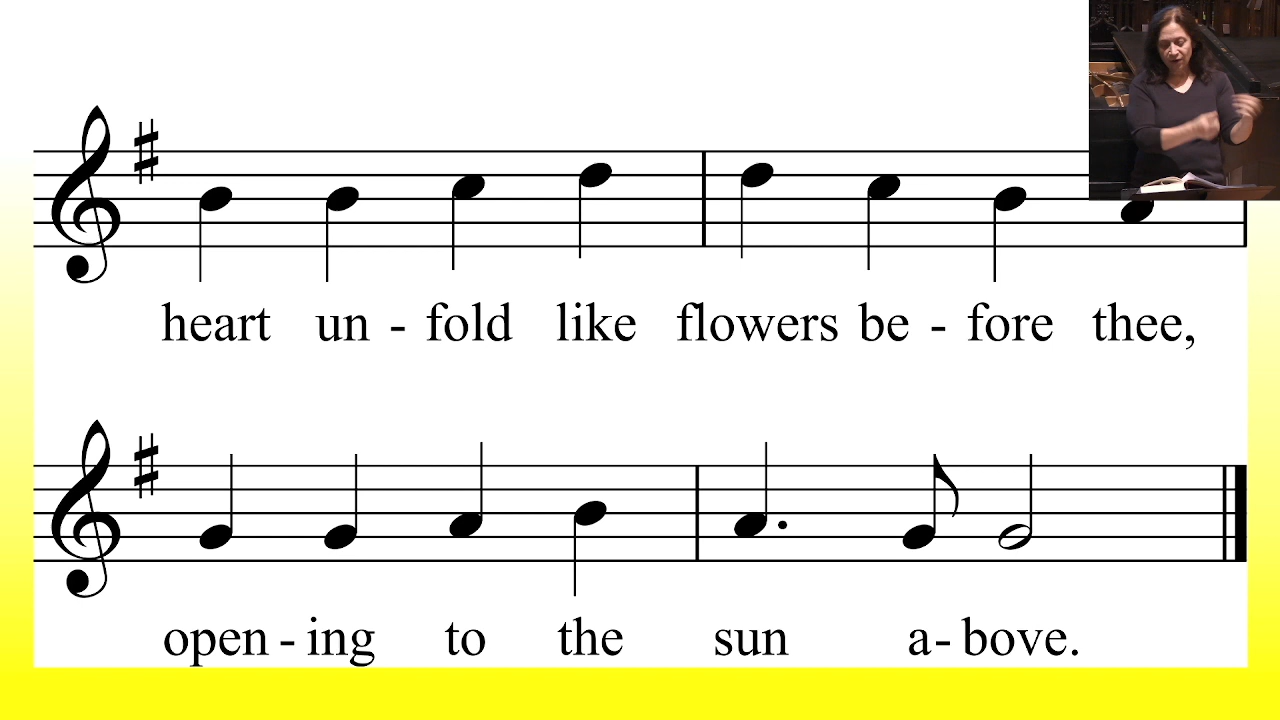 heart un - fold like flowers be - fore thee,
open - ing to the sun a - bove.